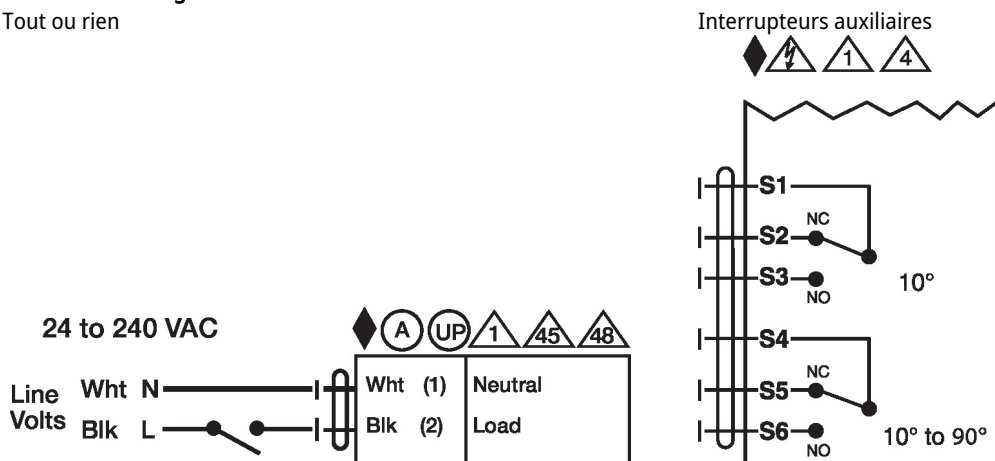 Tout ou rien
24 to 240 VAC
A UP 1 45 48
Line Volts
Wht N
Blk L
Wht (1) Neutral
Blk (2) Load
Interrupteurs auxiliaires
1 4
S1
NC
S2
S3
NO
10°
S4
NC
S5
S6
NO
10° to 90°